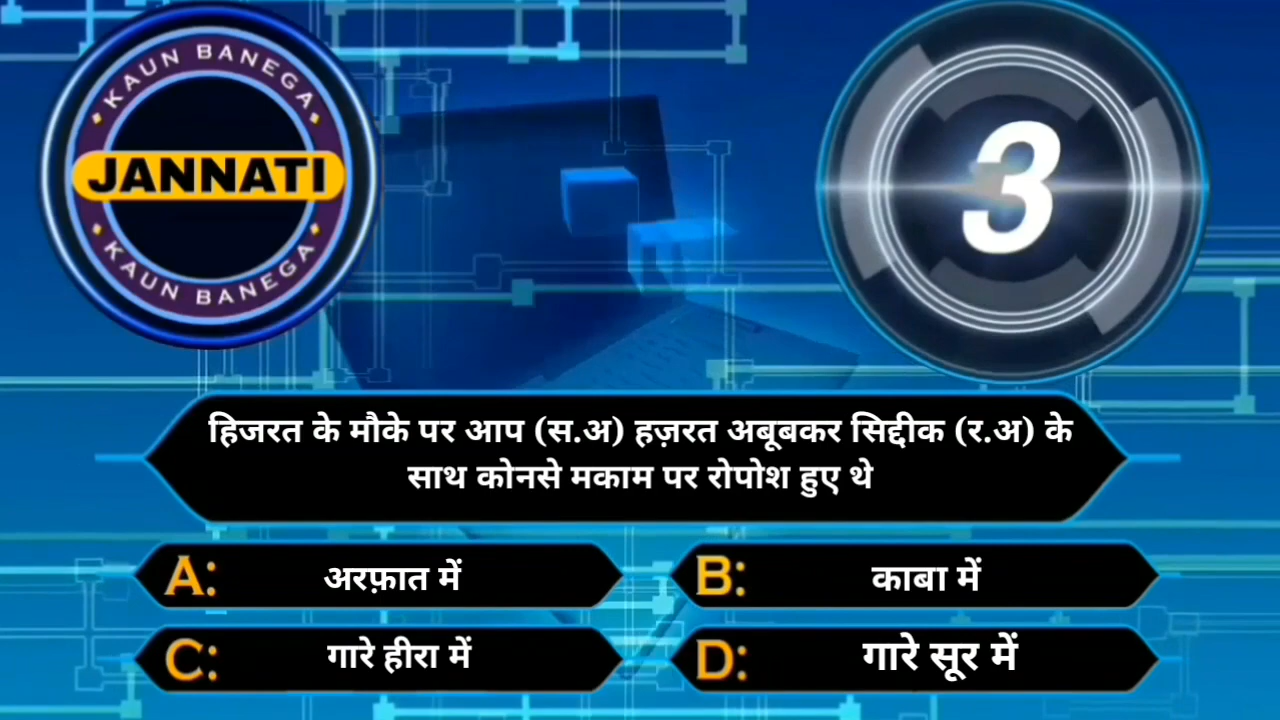 KAUN BANEGA
JANNATI
KAUN BANEGA
3
हिजरत के मौके पर आप (स.अ) हज़रत अबूबकर सिद्दीक (र.अ) के
साथ कोनसे मकाम पर रोपोश हुए थे
A: अरफ़ात में
B: काबा में
C: गारे हीरा में
D: गारे सूर में